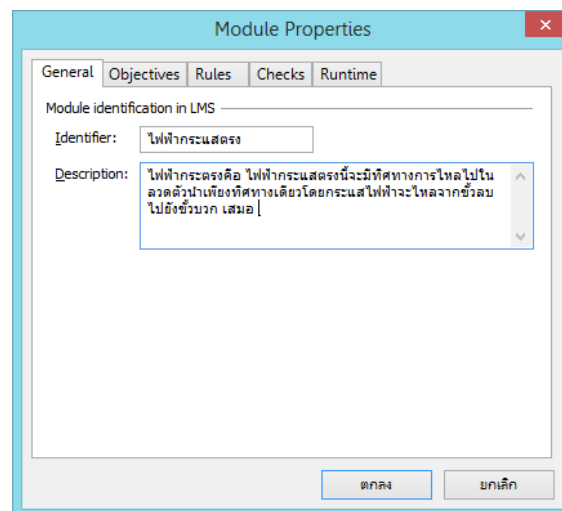 Module Properties
General Objectives Rules Checks Runtime
Module identification in LMS
Identifier: ไฟฟ้ากระแสตรง
Description: ไฟฟ้ากระตรงคือ ไฟฟ้ากระแสตรงนี้จะมีทิศทางการไหลไปใน
ลวดตัวนำเพียงทิศทางเดียวโดยกระแสไฟฟ้าจะไหลจากขั้วลบ
ไปยังขั้วบวก เสมอ
ตกลง ยกเลิก